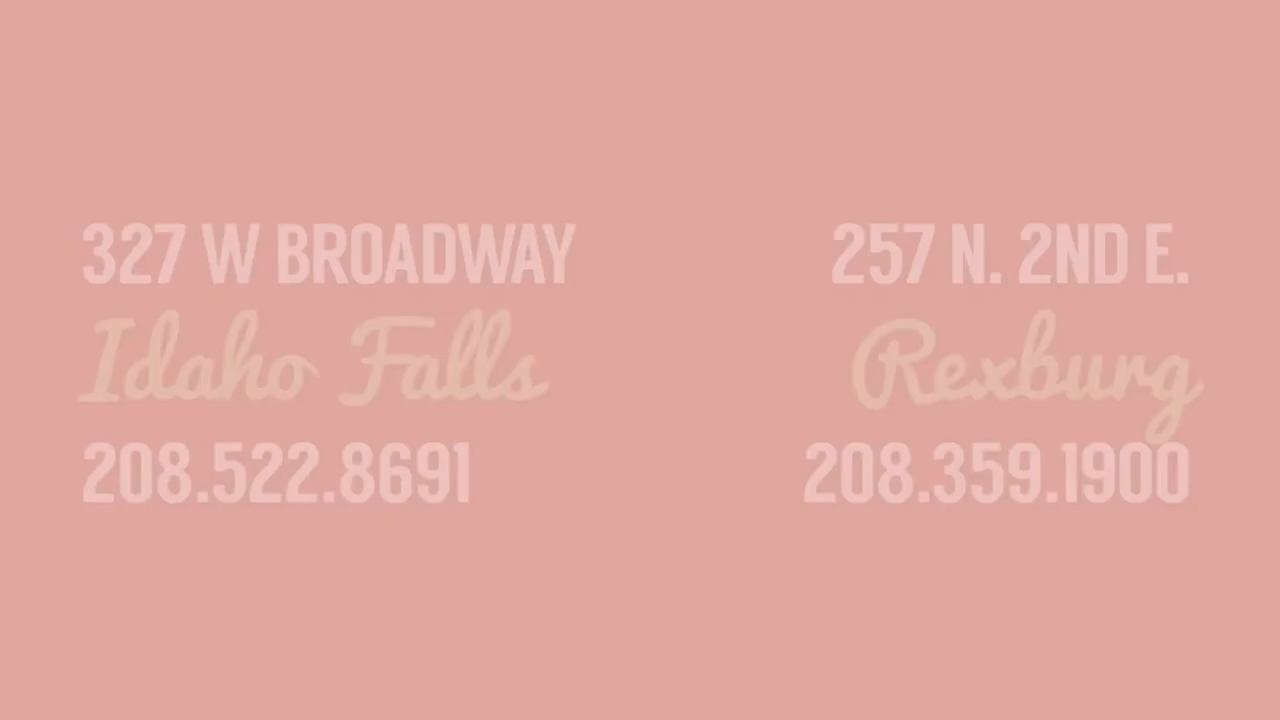 327 W BROADWAY
Idaho Falls
208.522.8691
257 N. 2ND E.
Rexburg
208.359.1900